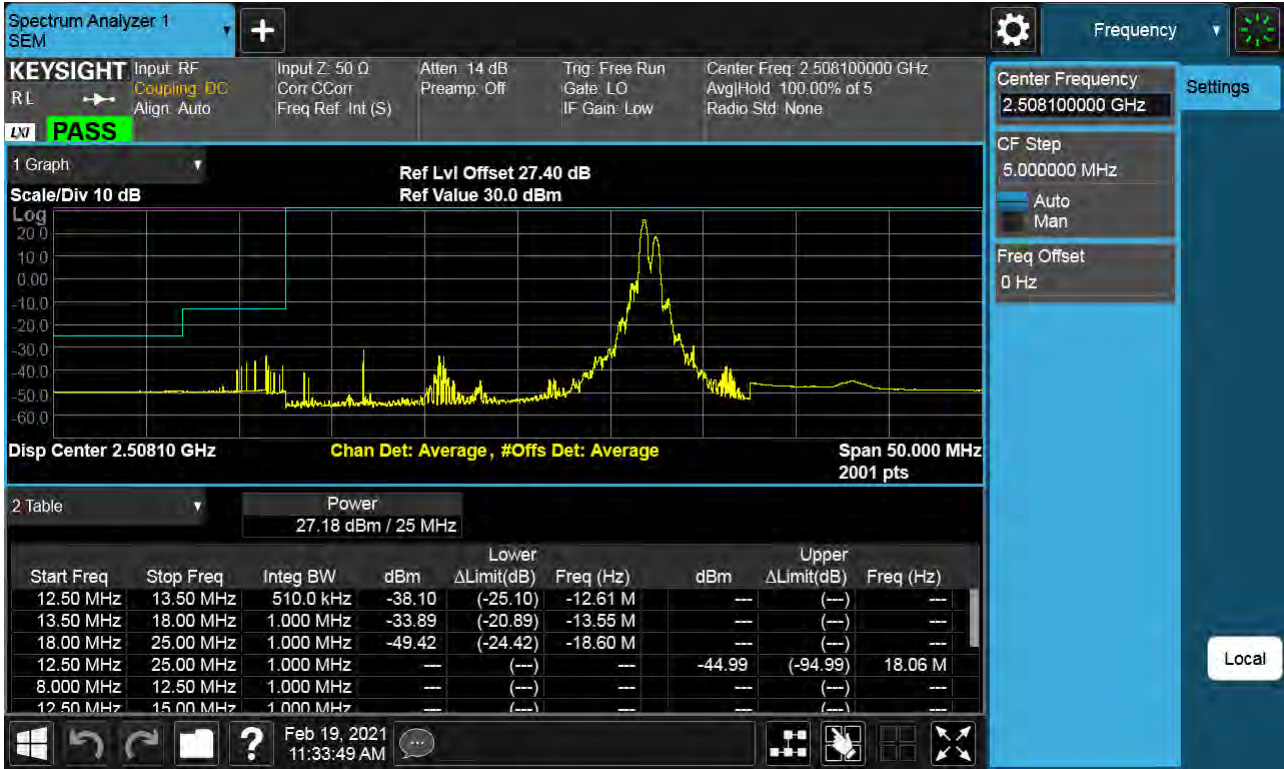 Spectrum Analyzer 1
SEM
+
Frequency
KEYSIGHT
RL
LXI
PASS
Input: RF
Coupling: DC
Align: Auto
Input Z: 50 Ω
Corr CCorr
Freq Ref: Int (S)
Atten: 14 dB
Preamp: Off
Trig: Free Run
Gate: LO
IF Gain: Low
Center Freq: 2.508100000 GHz
Avg|Hold: 100.00% of 5
Radio Std: None
Center Frequency
2.508100000 GHz
Settings
CF Step
5.000000 MHz
Auto
Man
Freq Offset
0 Hz
Local
1 Graph
Scale/Div 10 dB
Ref Lvl Offset 27.40 dB
Ref Value 30.0 dBm
Log
20.0
10.0
0.00
-10.0
-20.0
-30.0
-40.0
-50.0
-60.0
Disp Center 2.50810 GHz
Chan Det: Average , #Offs Det: Average
Span 50.000 MHz
2001 pts
2 Table
Power
27.18 dBm / 25 MHz
Lower Upper
Start Freq Stop Freq Integ BW dBm ΔLimit(dB) Freq (Hz) dBm ΔLimit(dB) Freq (Hz)
12.50 MHz 13.50 MHz 510.0 kHz -38.10 (-25.10) -12.61 M --- (---) ---
13.50 MHz 18.00 MHz 1.000 MHz -33.89 (-20.89) -13.55 M --- (---) ---
18.00 MHz 25.00 MHz 1.000 MHz -49.42 (-24.42) -18.60 M --- (---) ---
12.50 MHz 25.00 MHz 1.000 MHz --- (---) --- -44.99 (-94.99) 18.06 M
8.000 MHz 12.50 MHz 1.000 MHz --- (---) --- --- (---) ---
12.50 MHz 15.00 MHz 1.000 MHz --- (---) --- --- (---) ---
?
Feb 19, 2021
11:33:49 AM